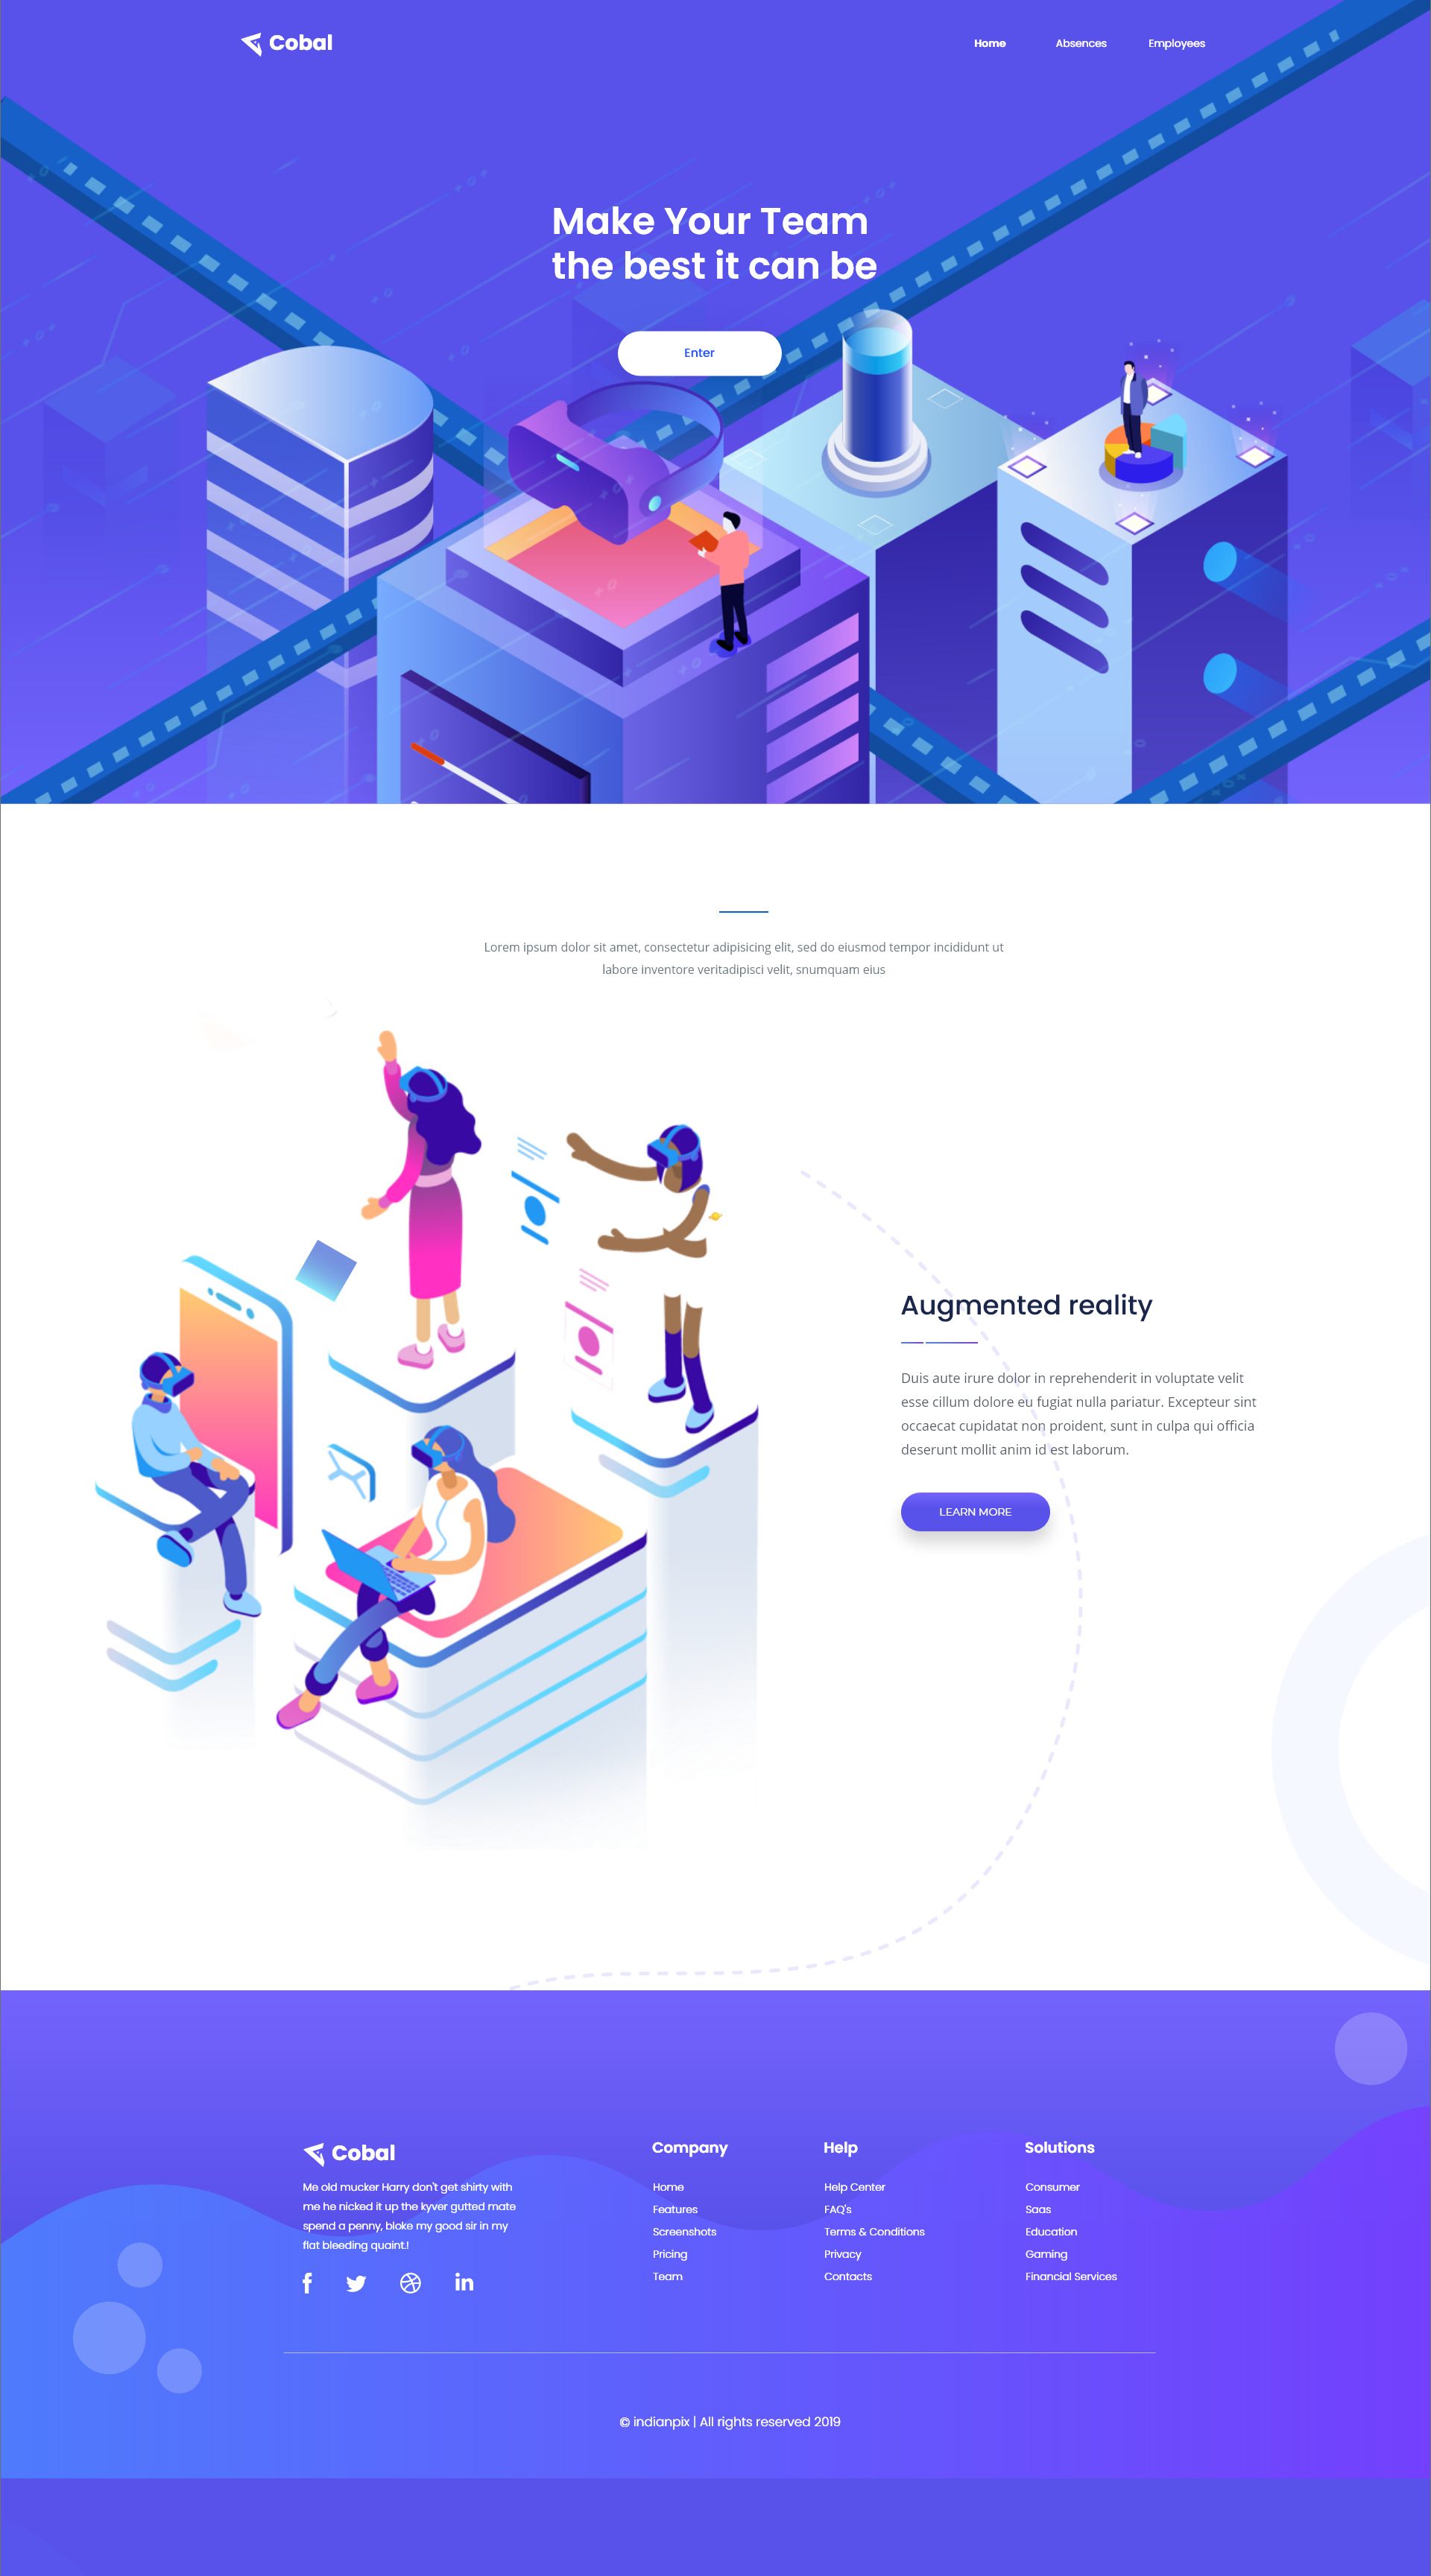 Cobal
Home Absences Employees
Make Your Team
the best it can be
Enter
Lorem ipsum dolor sit amet, consectetur adipisicing elit, sed do eiusmod tempor incididunt ut
labore inventore veritadipisci velit, snumquam eius
Augmented reality
Duis aute irure dolor in reprehenderit in voluptate velit
esse cillum dolore eu fugiat nulla pariatur. Excepteur sint
occaecat cupidatat non proident, sunt in culpa qui officia
deserunt mollit anim id est laborum.
LEARN MORE
Cobal
Me old mucker Harry don't get shirty with
me he nicked it up the kyver gutted mate
spend a penny, bloke my good sir in my
flat bleeding quaint.!
Company
Home
Features
Screenshots
Pricing
Team
Help
Help Center
FAQ's
Terms & Conditions
Privacy
Contacts
Solutions
Consumer
Saas
Education
Gaming
Financial Services
© indianpix | All rights reserved 2019